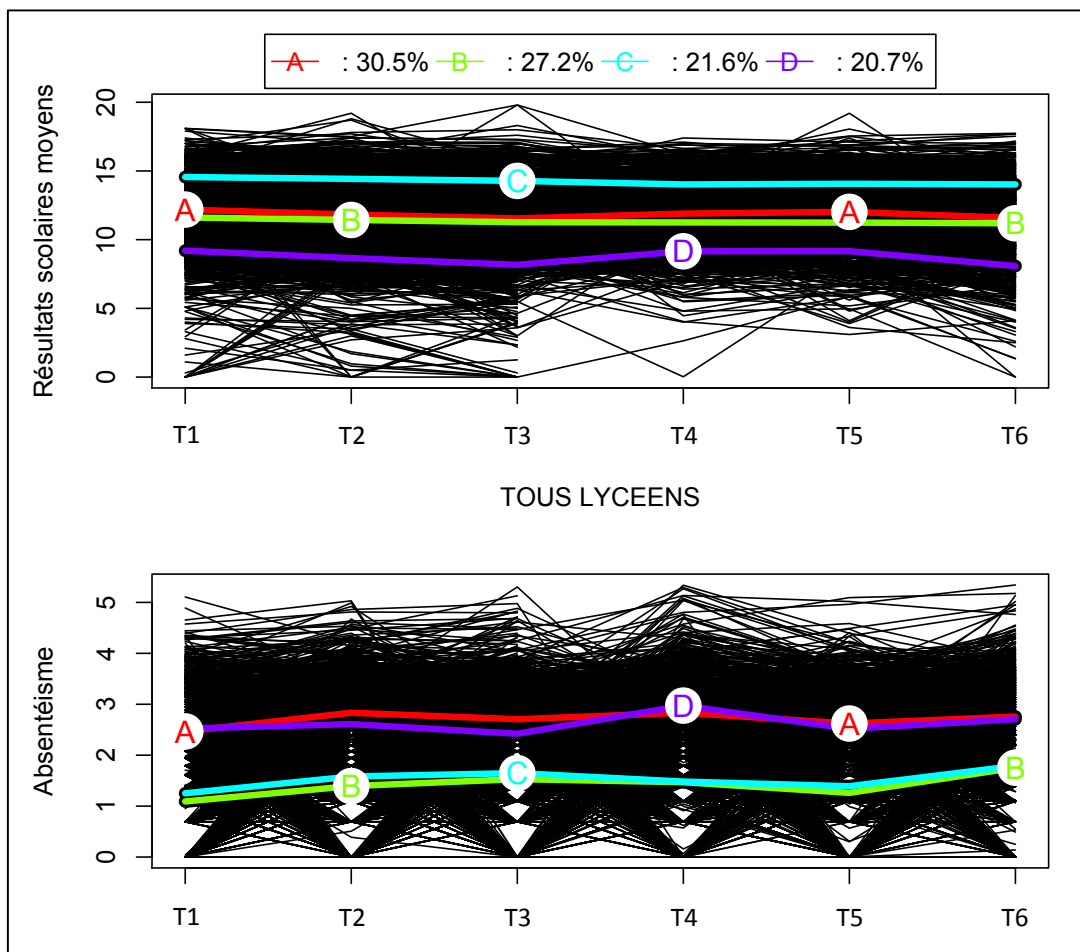 A : 30.5% B : 27.2% C : 21.6% D : 20.7%
Résultats scolaires moyens
20
15
10
5
0
A B C D A B
T1 T2 T3 T4 T5 T6
TOUS LYCEENS
Absentéisme
5
4
3
2
1
0
A B C D A B
T1 T2 T3 T4 T5 T6